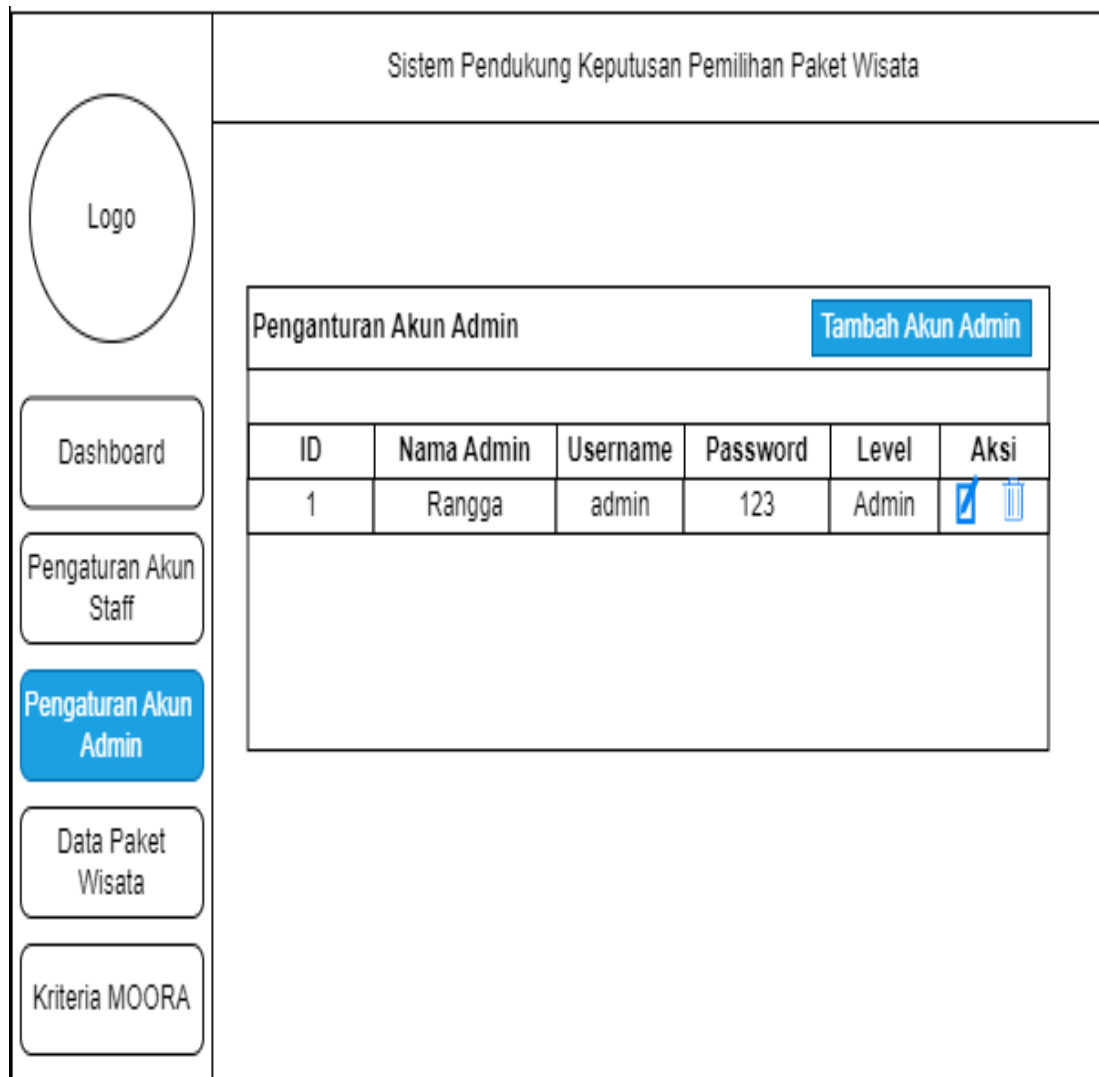 Sistem Pendukung Keputusan Pemilihan Paket Wisata
Logo
Dashboard
Pengaturan Akun
Staff
Pengaturan Akun
Admin
Data Paket
Wisata
Kriteria MOORA
Penganturan Akun Admin Tambah Akun Admin
ID Nama Admin Username Password Level Aksi
1 Rangga admin 123 Admin